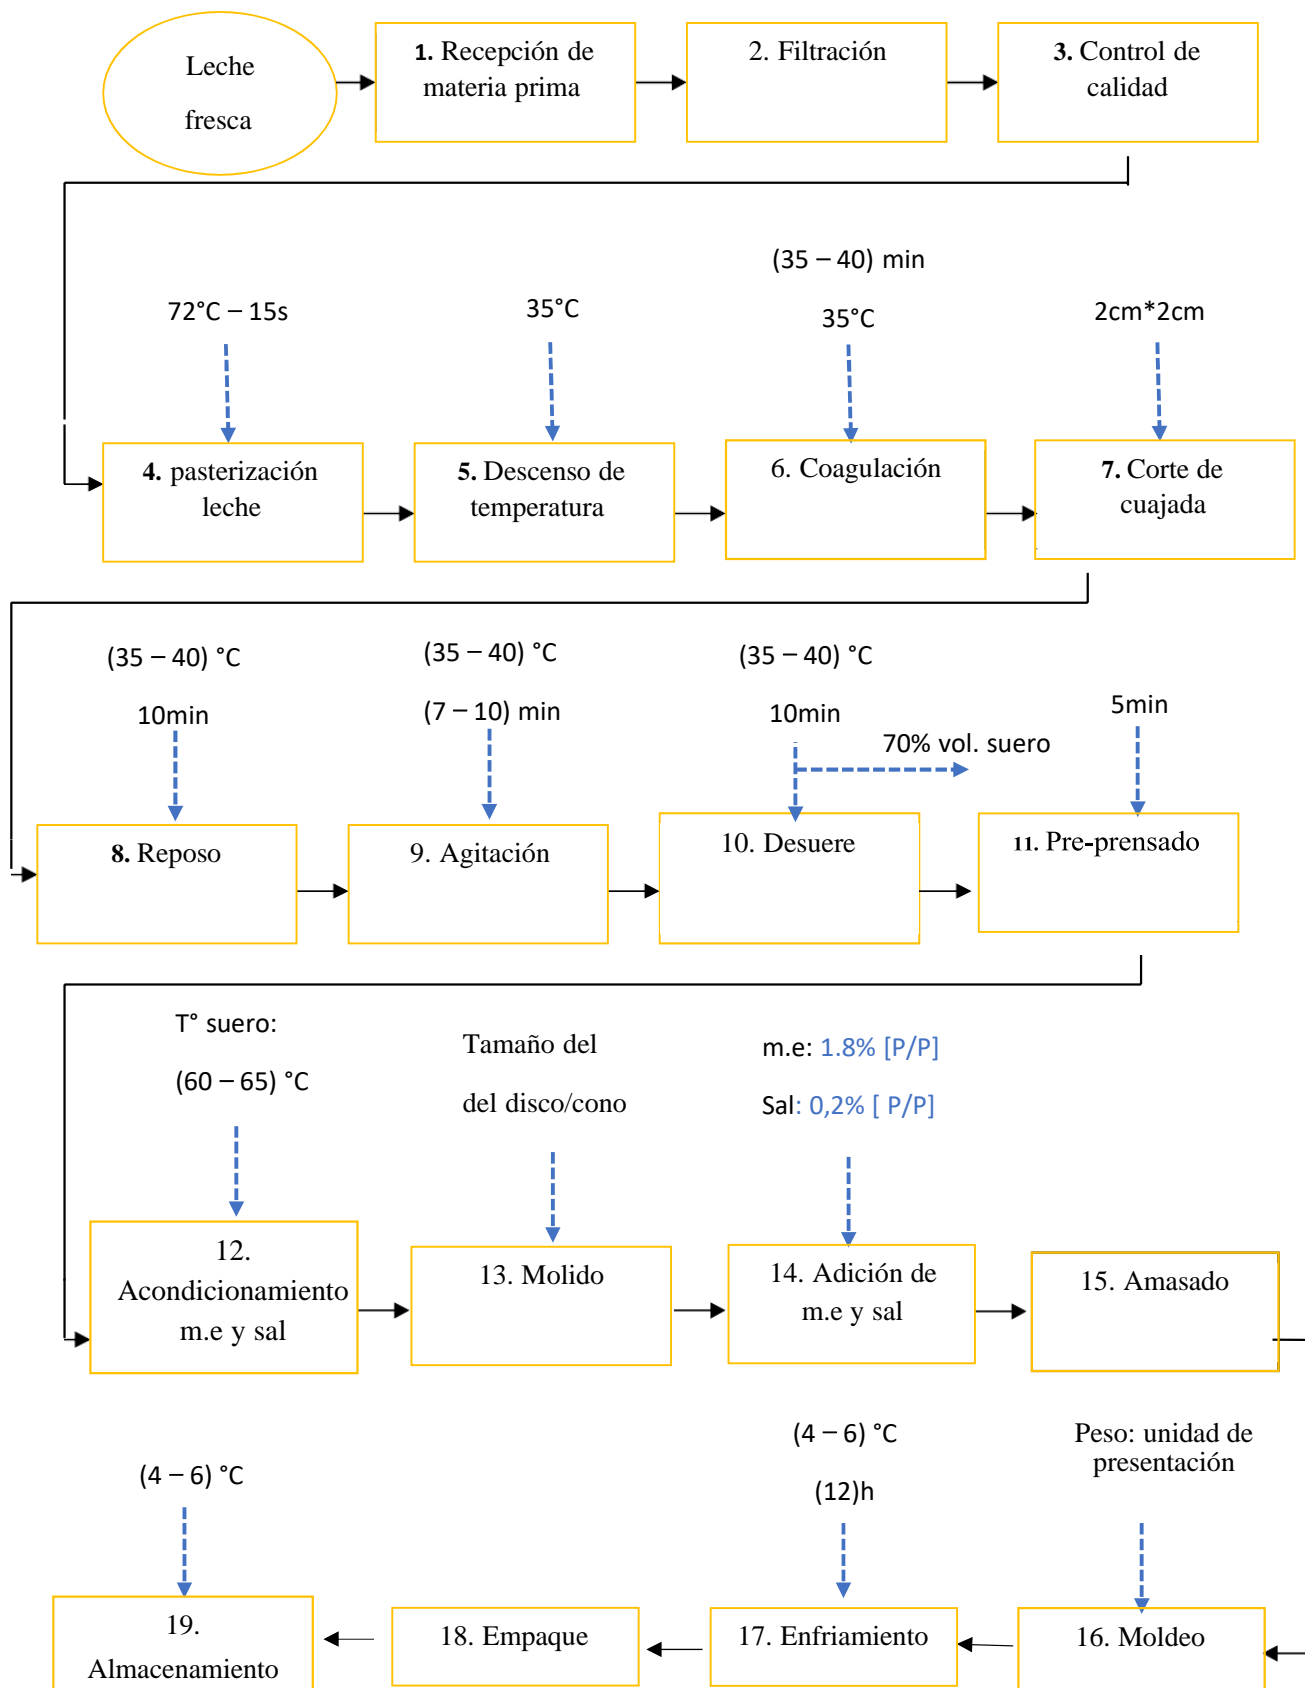 Leche
fresca
1. Recepción de
materia prima
2. Filtración
3. Control de
calidad
72°C – 15s
35°C
(35 – 40) min
35°C
2cm*2cm
4. pasterización
leche
5. Descenso de
temperatura
6. Coagulación
7. Corte de
cuajada
(35 – 40) °C
10min
(35 – 40) °C
(7 – 10) min
(35 – 40) °C
10min
70% vol. suero
5min
8. Reposo
9. Agitación
10. Desuere
11. Pre-prensado
T° suero:
(60 – 65) °C
Tamaño del
del disco/cono
m.e: 1.8% [P/P]
Sal: 0,2% [ P/P]
12.
Acondicionamiento
m.e y sal
13. Molido
14. Adición de
m.e y sal
15. Amasado
(4 – 6) °C
(4 – 6) °C
(12)h
Peso: unidad de
presentación
19.
Almacenamiento
18. Empaque
17. Enfriamiento
16. Moldeo